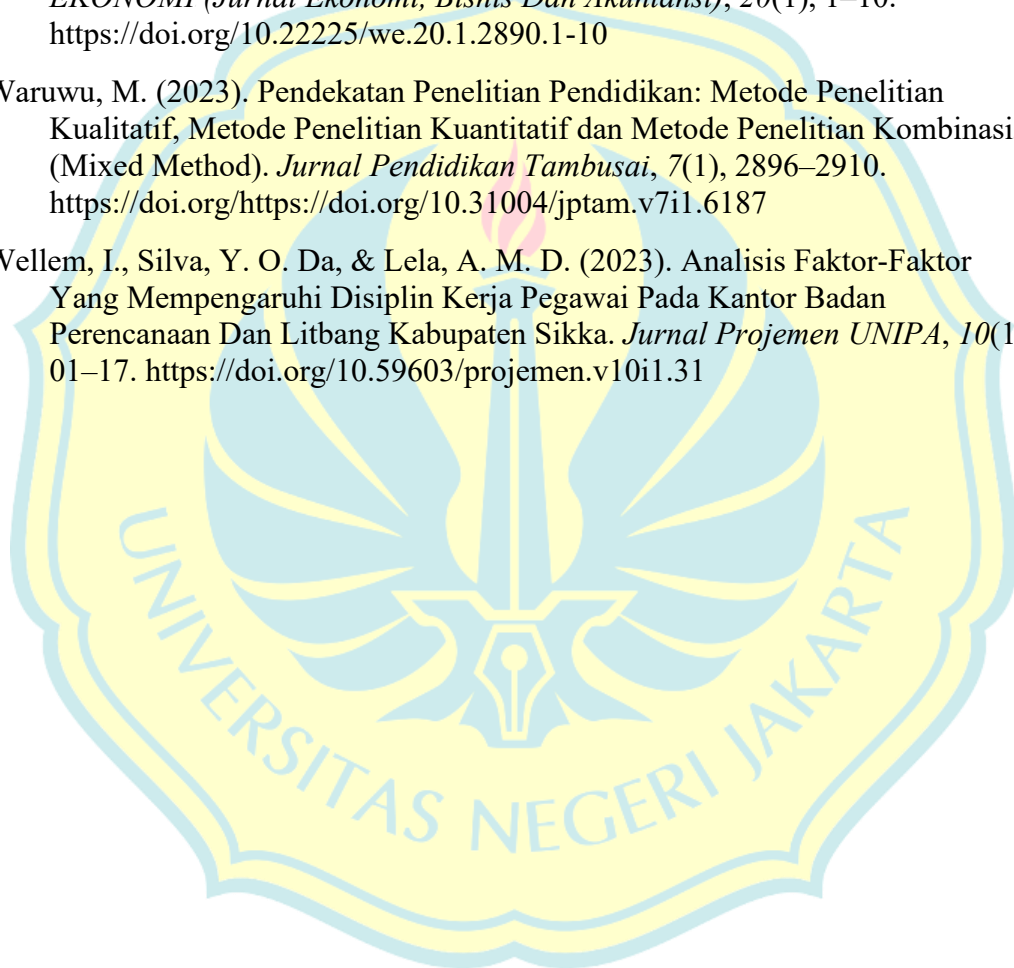 EKONOMI (Jurnal Ekonomi, Bisnis Dan Akuntansi), 20(1), 1–10.
https://doi.org/10.22225/we.20.1.2890.1-10
Waruwu, M. (2023). Pendekatan Penelitian Pendidikan: Metode Penelitian
Kualitatif, Metode Penelitian Kuantitatif dan Metode Penelitian Kombinasi
(Mixed Method). Jurnal Pendidikan Tambusai, 7(1), 2896–2910.
https://doi.org/https://doi.org/10.31004/jptam.v7i1.6187
Wellem, I., Silva, Y. O. Da, & Lela, A. M. D. (2023). Analisis Faktor-Faktor
Yang Mempengaruhi Disiplin Kerja Pegawai Pada Kantor Badan
Perencanaan Dan Litbang Kabupaten Sikka. Jurnal Projemen UNIPA, 10(1
01–17. https://doi.org/10.59603/projemen.v10i1.31
UNIVERSITAS NEGERI JAKARTA